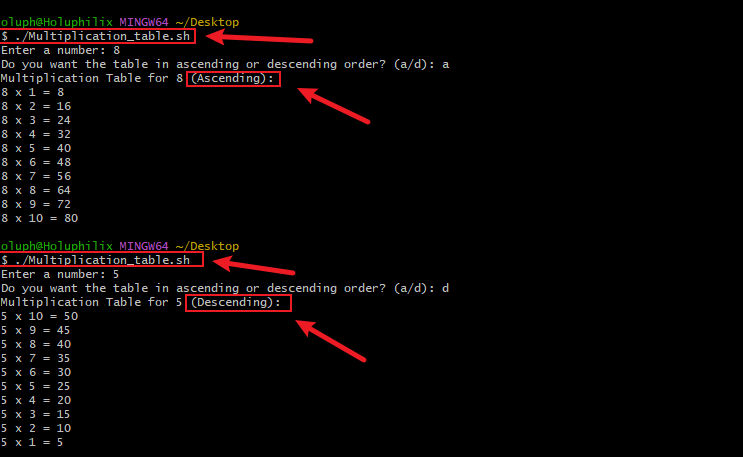 oluph@Holuphilix MINGW64 ~/Desktop
$ ./Multiplication_table.sh
Enter a number: 8
Do you want the table in ascending or descending order? (a/d): a
Multiplication Table for 8 (Ascending):
8 x 1 = 8
8 x 2 = 16
8 x 3 = 24
8 x 4 = 32
8 x 5 = 40
8 x 6 = 48
8 x 7 = 56
8 x 8 = 64
8 x 9 = 72
8 x 10 = 80
oluph@Holuphilix MINGW64 ~/Desktop
$ ./Multiplication_table.sh
Enter a number: 5
Do you want the table in ascending or descending order? (a/d): d
Multiplication Table for 5 (Descending):
5 x 10 = 50
5 x 9 = 45
5 x 8 = 40
5 x 7 = 35
5 x 6 = 30
5 x 5 = 25
5 x 4 = 20
5 x 3 = 15
5 x 2 = 10
5 x 1 = 5